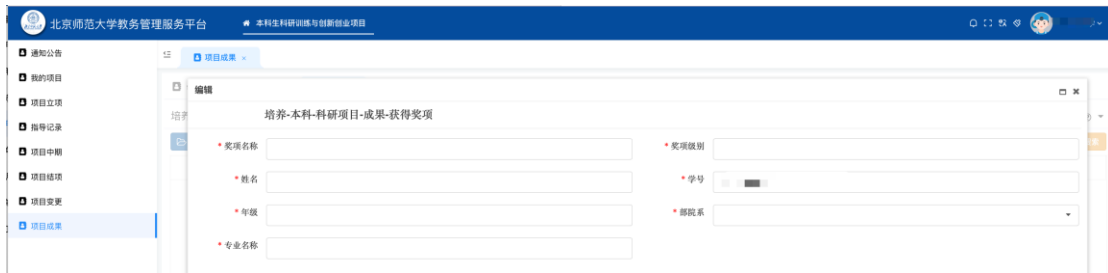 北京师范大学教务管理服务平台
本科生科研训练与创新创业项目
通知公告
我的项目
项目立项
指导记录
项目中期
项目结项
项目变更
项目成果
项目成果 ×
编辑
培养-本科-科研项目-成果-获得奖项
* 奖项名称
* 奖项级别
* 姓名
* 学号
* 年级
* 部院系
* 专业名称